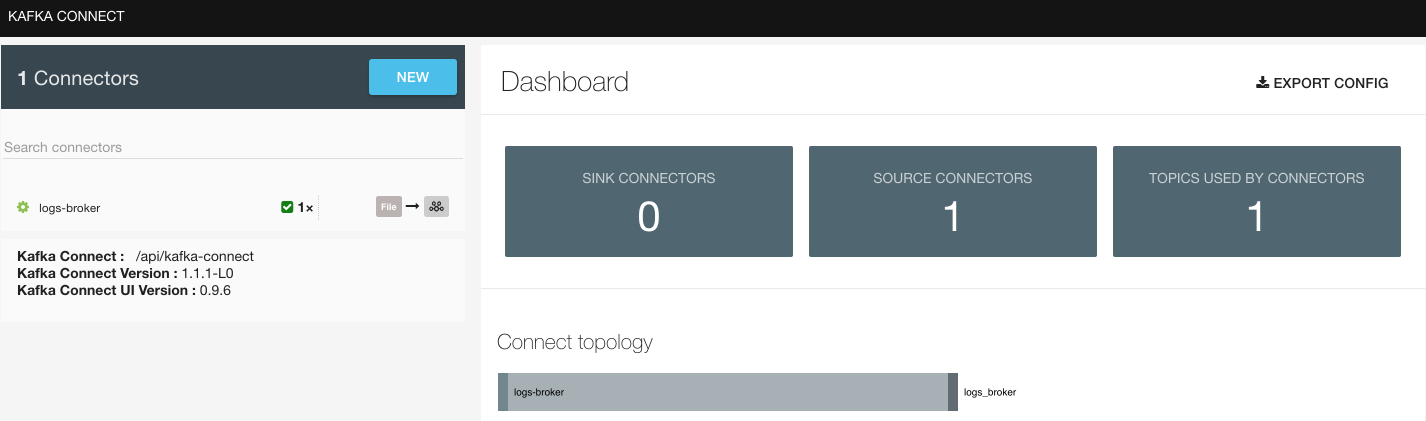 KAFKA CONNECT
1 Connectors
NEW
Search connectors
logs-broker
1×
File
Kafka Connect : /api/kafka-connect
Kafka Connect Version : 1.1.1-L0
Kafka Connect UI Version : 0.9.6
Dashboard
EXPORT CONFIG
SINK CONNECTORS
0
SOURCE CONNECTORS
1
TOPICS USED BY CONNECTORS
1
Connect topology
logs-broker
logs_broker